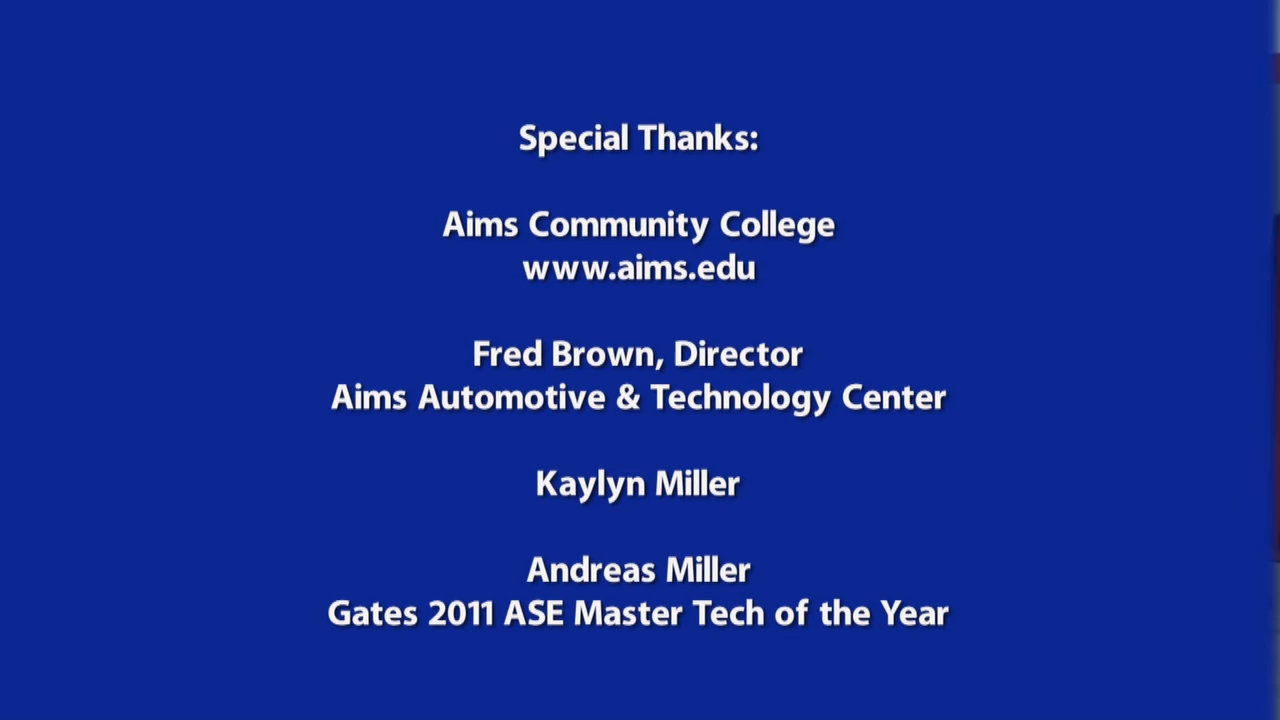 Special Thanks:
Aims Community College
www.aims.edu
Fred Brown, Director
Aims Automotive & Technology Center
Kaylyn Miller
Andreas Miller
Gates 2011 ASE Master Tech of the Year